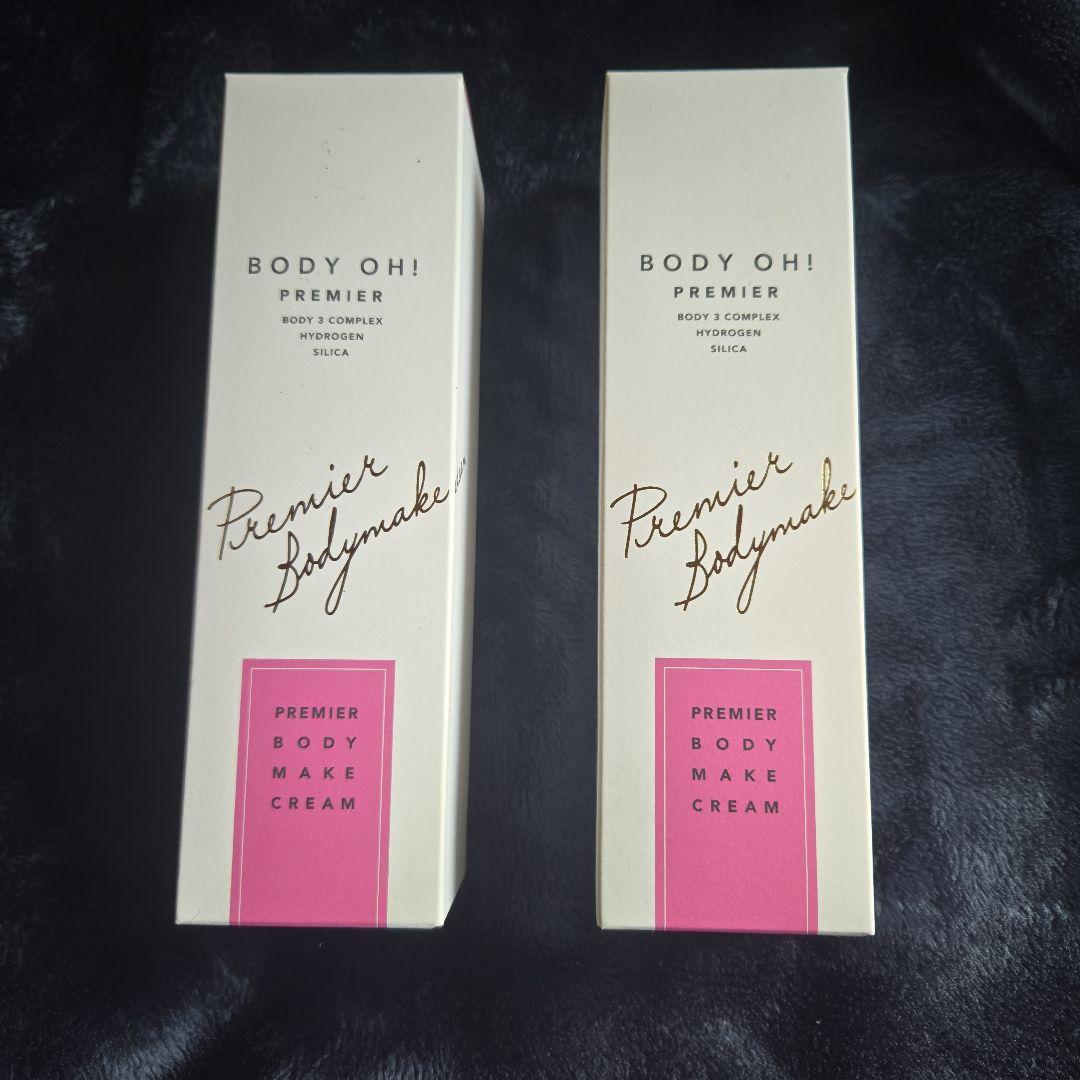 BODY OH!
PREMIER
BODY 3 COMPLEX
HYDROGEN
SILICA
Premier
Bodymake
PREMIER
BODY
MAKE
CREAM
BODY OH!
PREMIER
BODY 3 COMPLEX
HYDROGEN
SILICA
Premier
Bodymake
PREMIER
BODY
MAKE
CREAM